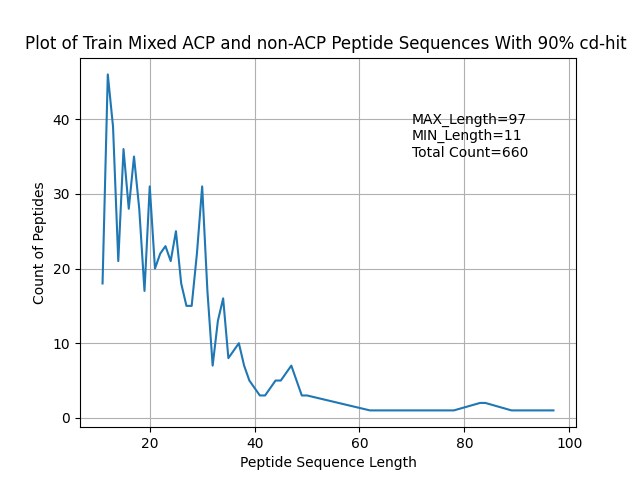 Plot of Train Mixed ACP and non-ACP Peptide Sequences With 90% cd-hit
MAX_Length=97
MIN_Length=11
Total Count=660
Count of Peptides
40
30
20
10
0
20
40
60
80
100
Peptide Sequence Length